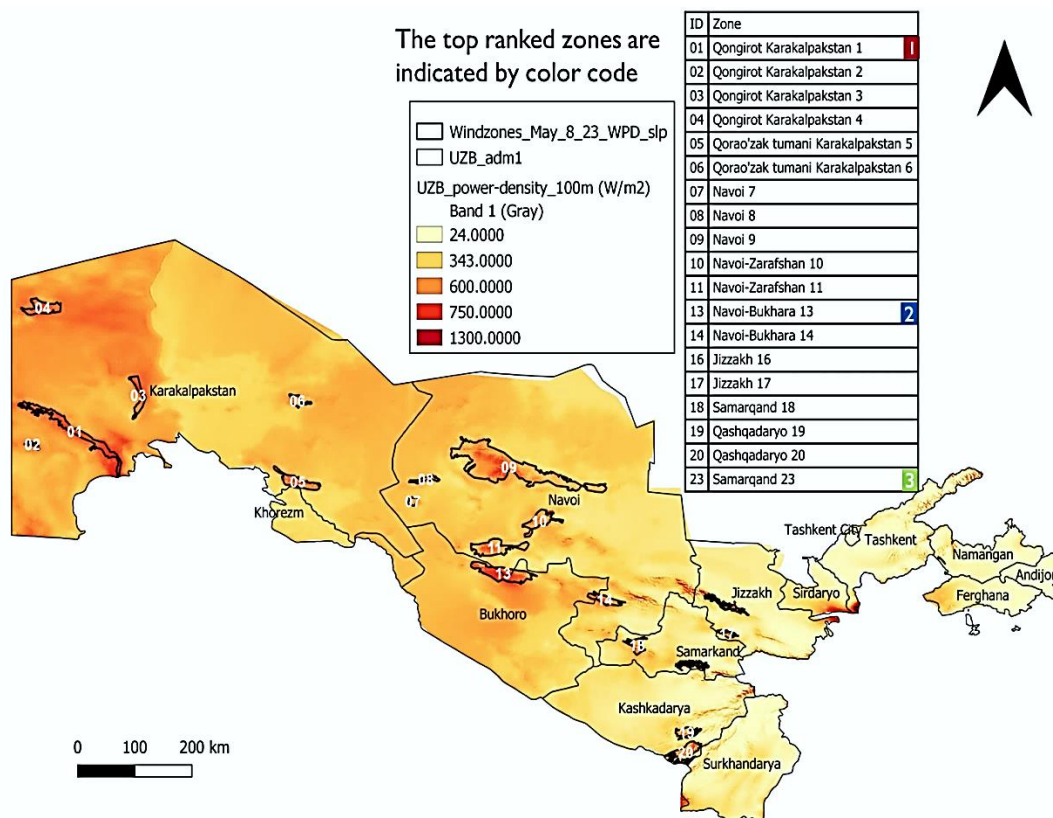 The top ranked zones are
indicated by color code
Windzones_May_8_23_WPD_slp
UZB_adm1
UZB_power-density_100m (W/m2)
Band 1 (Gray)
24.0000
343.0000
600.0000
750.0000
1300.0000
ID Zone
01 Qongirot Karakalpakstan 1 1
02 Qongirot Karakalpakstan 2
03 Qongirot Karakalpakstan 3
04 Qongirot Karakalpakstan 4
05 Qorao'zak tumani Karakalpakstan 5
06 Qorao'zak tumani Karakalpakstan 6
07 Navoi 7
08 Navoi 8
09 Navoi 9
10 Navoi-Zarafshan 10
11 Navoi-Zarafshan 11
13 Navoi-Bukhara 13 2
14 Navoi-Bukhara 14
16 Jizzakh 16
17 Jizzakh 17
18 Samarqand 18
19 Qashqadaryo 19
20 Qashqadaryo 20
23 Samarqand 23 3
04
03
Karakalpakstan
06
01
02
05
Khorezm
08
07
09
Navoi
10
11
13
Bukhoro
14
Jizzakh
17
18
Samarkand
Kashkadarya
19
20
Surkhandarya
Tashkent City
Tashkent
Sirdaryo
Namangan
Andijon
Ferghana
0 100 200 km